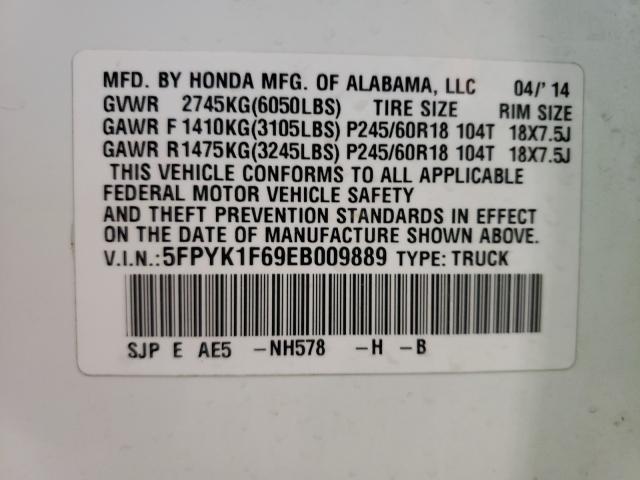 MFD. BY HONDA MFG. OF ALABAMA, LLC 04/'14
GVWR 2745KG(6050LBS) TIRE SIZE RIM SIZE
GAWR F 1410KG(3105LBS) P245/60R18 104T 18X7.5J
GAWR R 1475KG(3245LBS) P245/60R18 104T 18X7.5J
THIS VEHICLE CONFORMS TO ALL APPLICABLE
FEDERAL MOTOR VEHICLE SAFETY
AND THEFT PREVENTION STANDARDS IN EFFECT
ON THE DATE OF MANUFACTURE SHOWN ABOVE.
V.I.N.:5FPYK1F69EB009889 TYPE: TRUCK
SJP E AE5 -NH578 -H -B